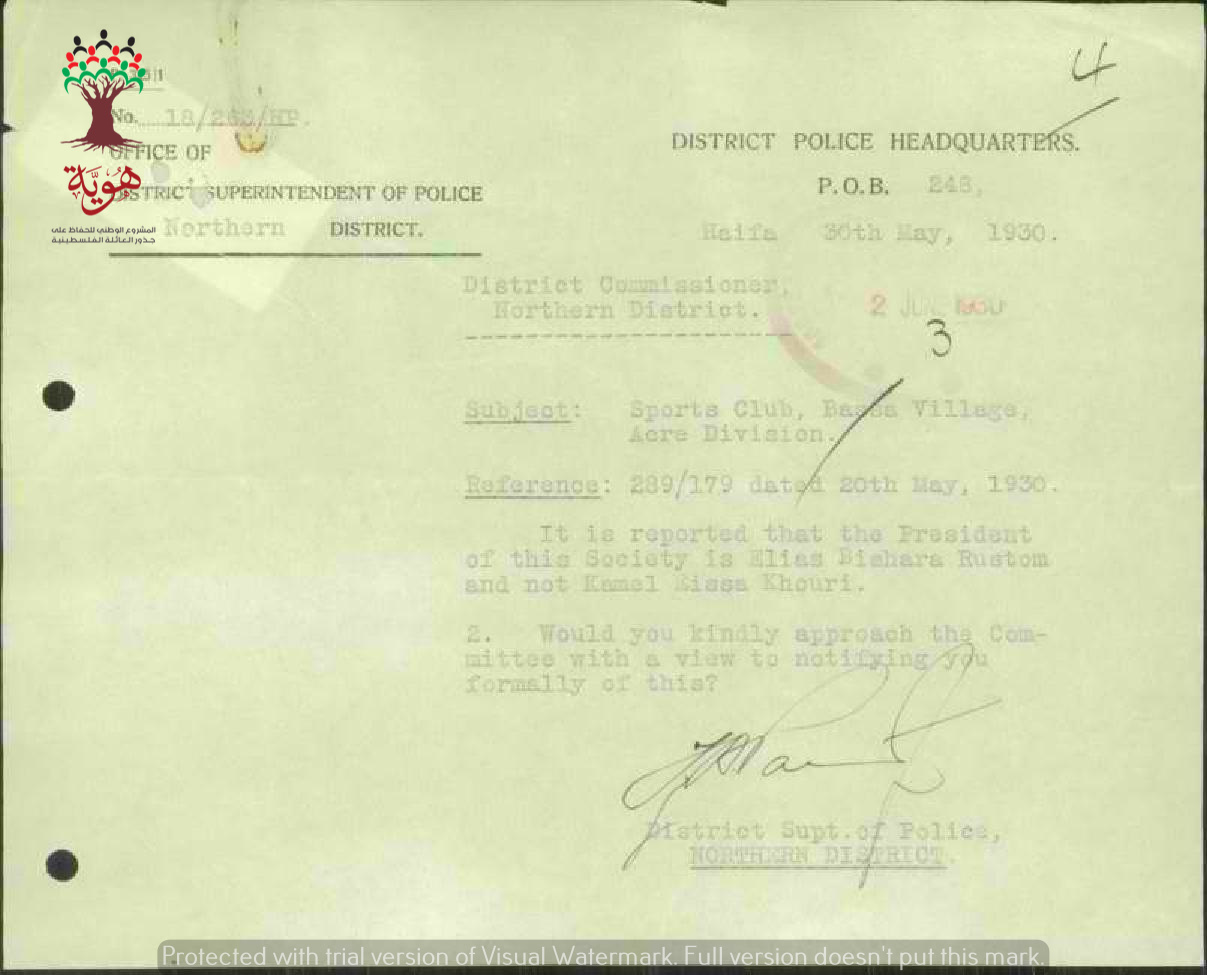 4
No. 18/263/HP.
OFFICE OF
DISTRICT SUPERINTENDENT OF POLICE
Northern DISTRICT.
هويّة
المشروع الوطني للحفاظ على
جذور العائلة الفلسطينية
DISTRICT POLICE HEADQUARTERS.
P.O.B. 248,
Haifa 30th May, 1930.
District Commissioner,
Northern District.
2 JUN 1930
3
Subject: Sports Club, Bassa Village,
Acre Division.
Reference: 289/179 dated 20th May, 1930.
It is reported that the President
of this Society is Elias Bishara Rustom
and not Kamel Eissa Khouri.
2. Would you kindly approach the Com-
mittee with a view to notifying you
formally of this?
District Supt.of Police,
NORTHERN DISTRICT.
Protected with trial version of Visual Watermark. Full version doesn't put this mark.